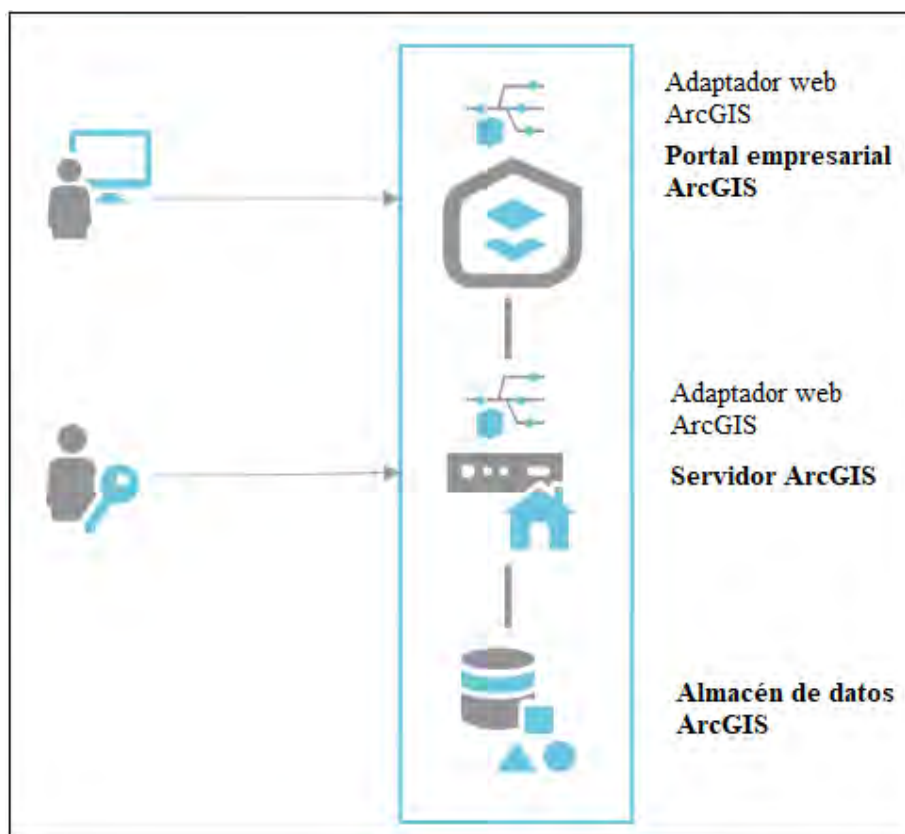 Adaptador web
ArcGIS
Portal empresarial
ArcGIS
Adaptador web
ArcGIS
Servidor ArcGIS
Almacén de datos
ArcGIS